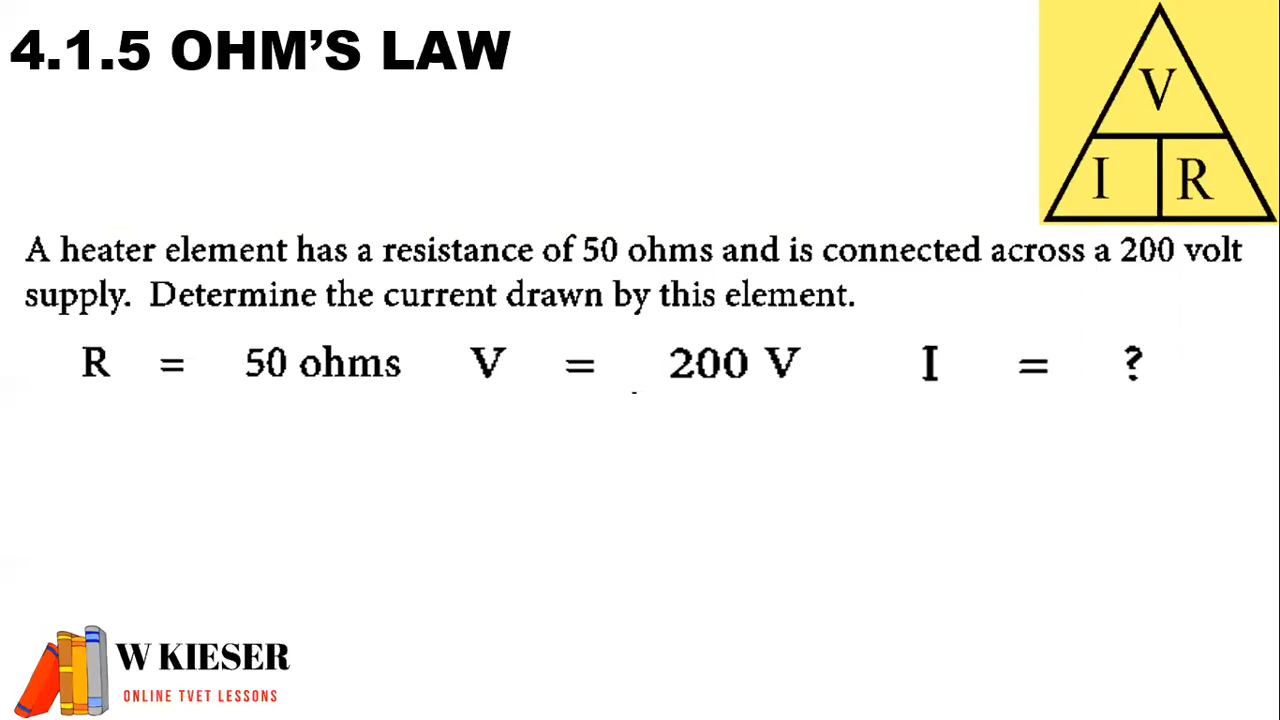 4.1.5 OHM’S LAW
V
I R
A heater element has a resistance of 50 ohms and is connected across a 200 volt
supply. Determine the current drawn by this element.
R = 50 ohms V = 200 V I = ?
W KIESER
ONLINE TVET LESSONS